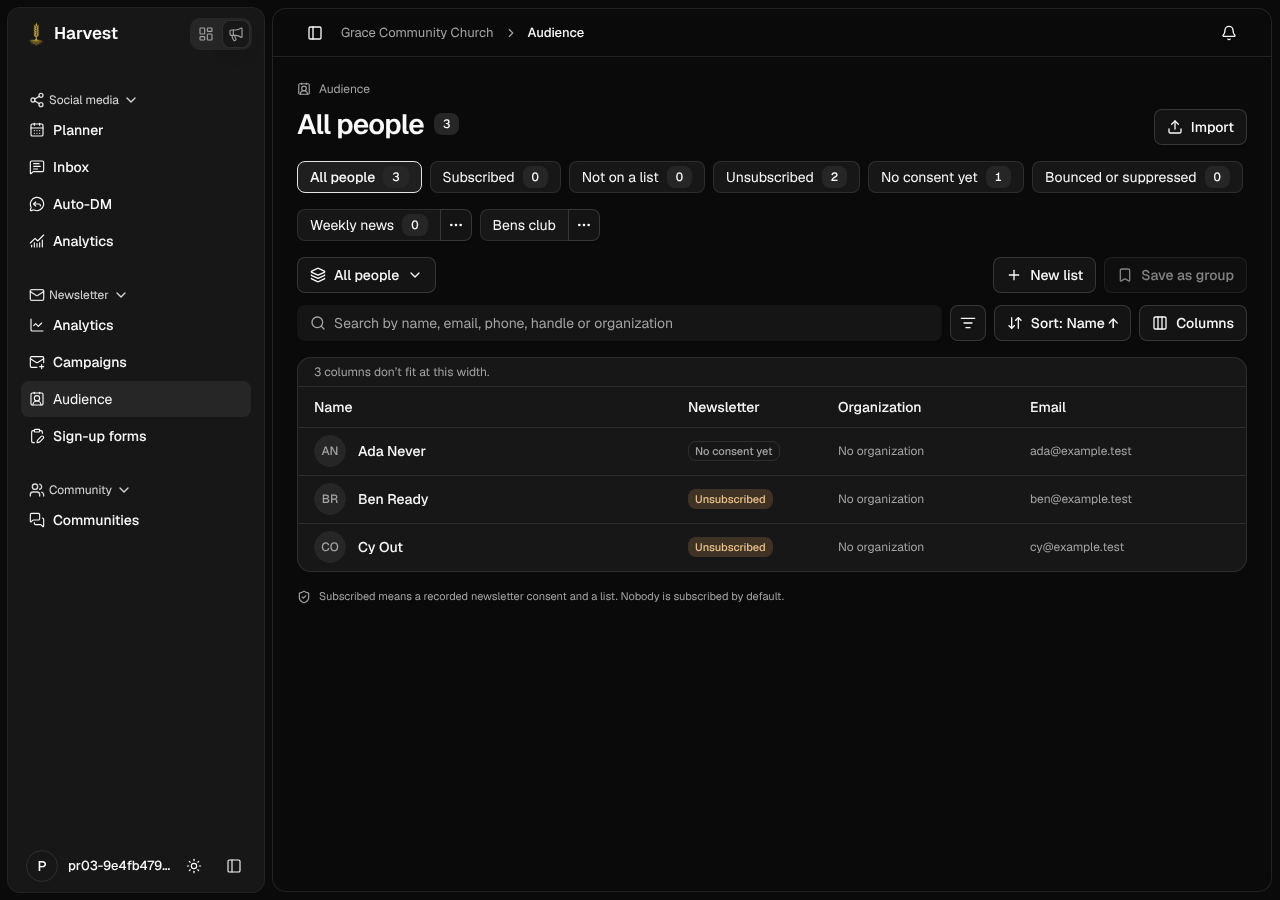 Harvest
Grace Community Church
Audience
Social media
Planner
Inbox
Auto-DM
Analytics
Newsletter
Analytics
Campaigns
Audience
Sign-up forms
Community
Communities
P pr03-9e4fb479...
Audience
All people 3
Import
All people 3
Subscribed 0
Not on a list 0
Unsubscribed 2
No consent yet 1
Bounced or suppressed 0
Weekly news 0
Bens club
All people
New list
Save as group
Search by name, email, phone, handle or organization
Sort: Name ↑
Columns
3 columns don't fit at this width.
Name Newsletter Organization Email
AN Ada Never No consent yet No organization ada@example.test
BR Ben Ready Unsubscribed No organization ben@example.test
CO Cy Out Unsubscribed No organization cy@example.test
Subscribed means a recorded newsletter consent and a list. Nobody is subscribed by default.